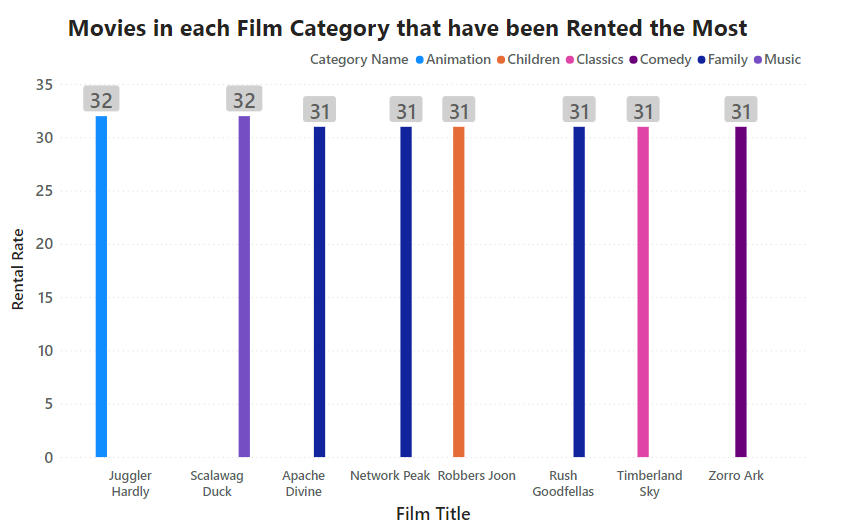 Movies in each Film Category that have been Rented the Most
Category Name Animation Children Classics Comedy Family Music
35
30
25
20
15
10
5
0
Rental Rate
32
32
31
31
31
31
31
31
Juggler
Hardly
Scalawag
Duck
Apache
Divine
Network Peak
Robbers Joon
Rush
Goodfellas
Timberland
Sky
Zorro Ark
Film Title